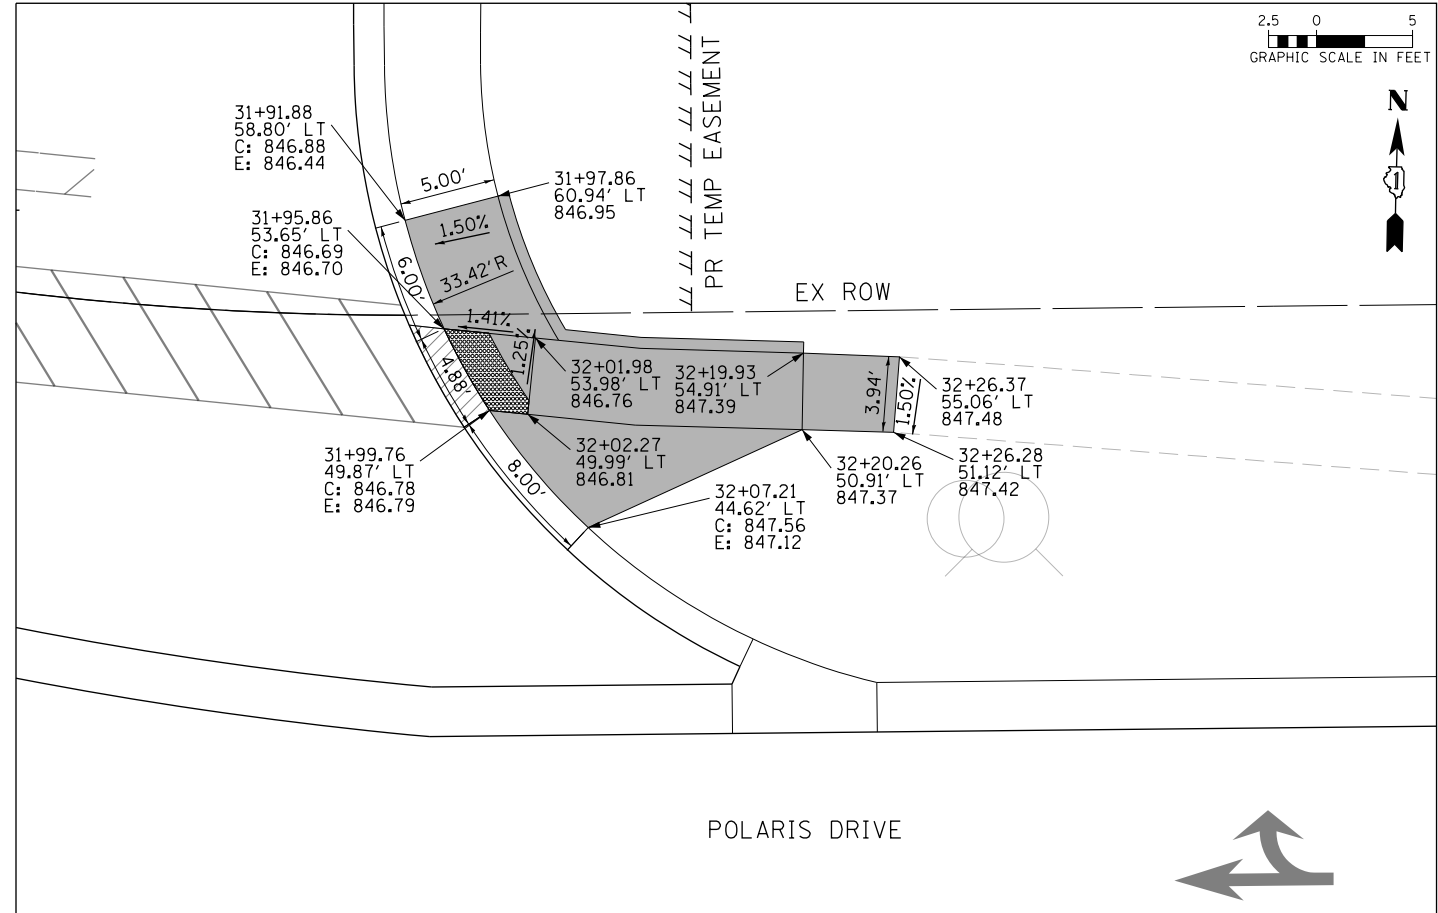 2.5 0 5
GRAPHIC SCALE IN FEET
N
1
PR TEMP EASEMENT
31+91.88
58.80' LT
C: 846.88
E: 846.44
5.00'
31+97.86
60.94' LT
846.95
31+95.86
53.65' LT
C: 846.69
E: 846.70
1.50%
6.00'
33.42'R
EX ROW
1.41%
1.25%
4.88'
32+01.98
53.98' LT
846.76
32+19.93
54.91' LT
847.39
3.94'
1.50%
32+26.37
55.06' LT
847.48
31+99.76
49.87' LT
C: 846.78
E: 846.79
8.00'
32+02.27
49.99' LT
846.81
32+20.26
50.91' LT
847.37
32+26.28
51.12' LT
847.42
32+07.21
44.62' LT
C: 847.56
E: 847.12
POLARIS DRIVE